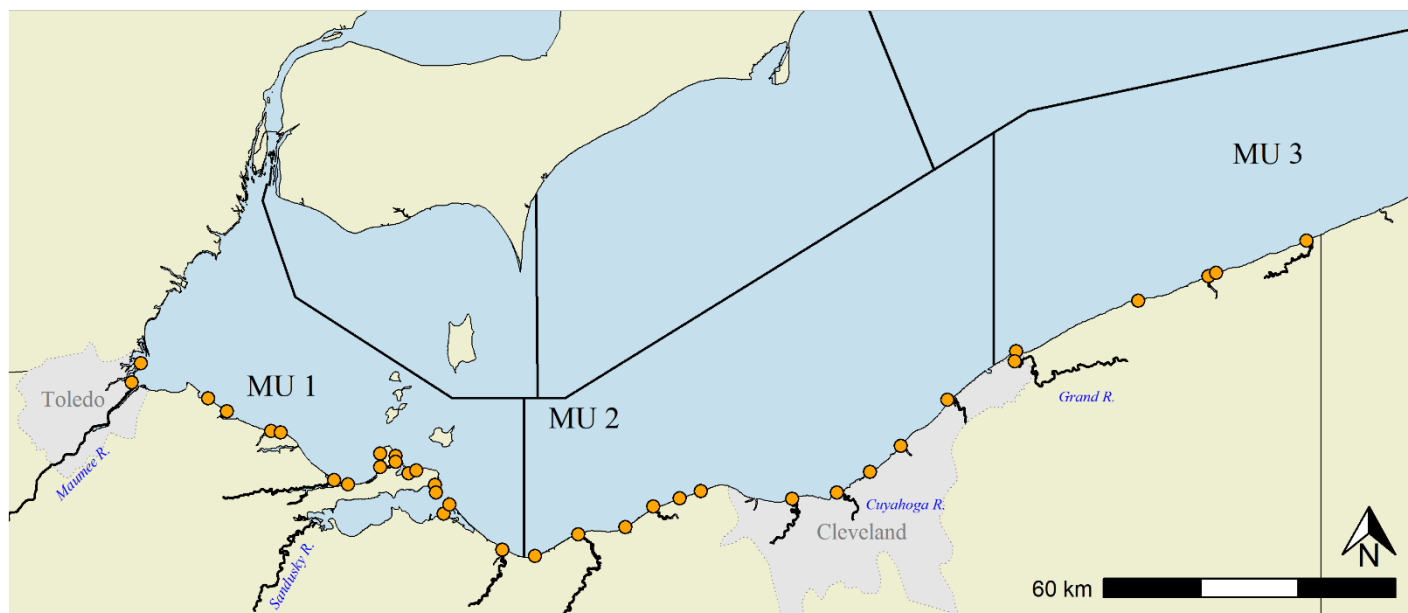 MU 3
MU 1
Toledo
MU 2
Grand R.
Maumee R.
Cuyahoga R.
Cleveland
Sandusky R.
N
60 km